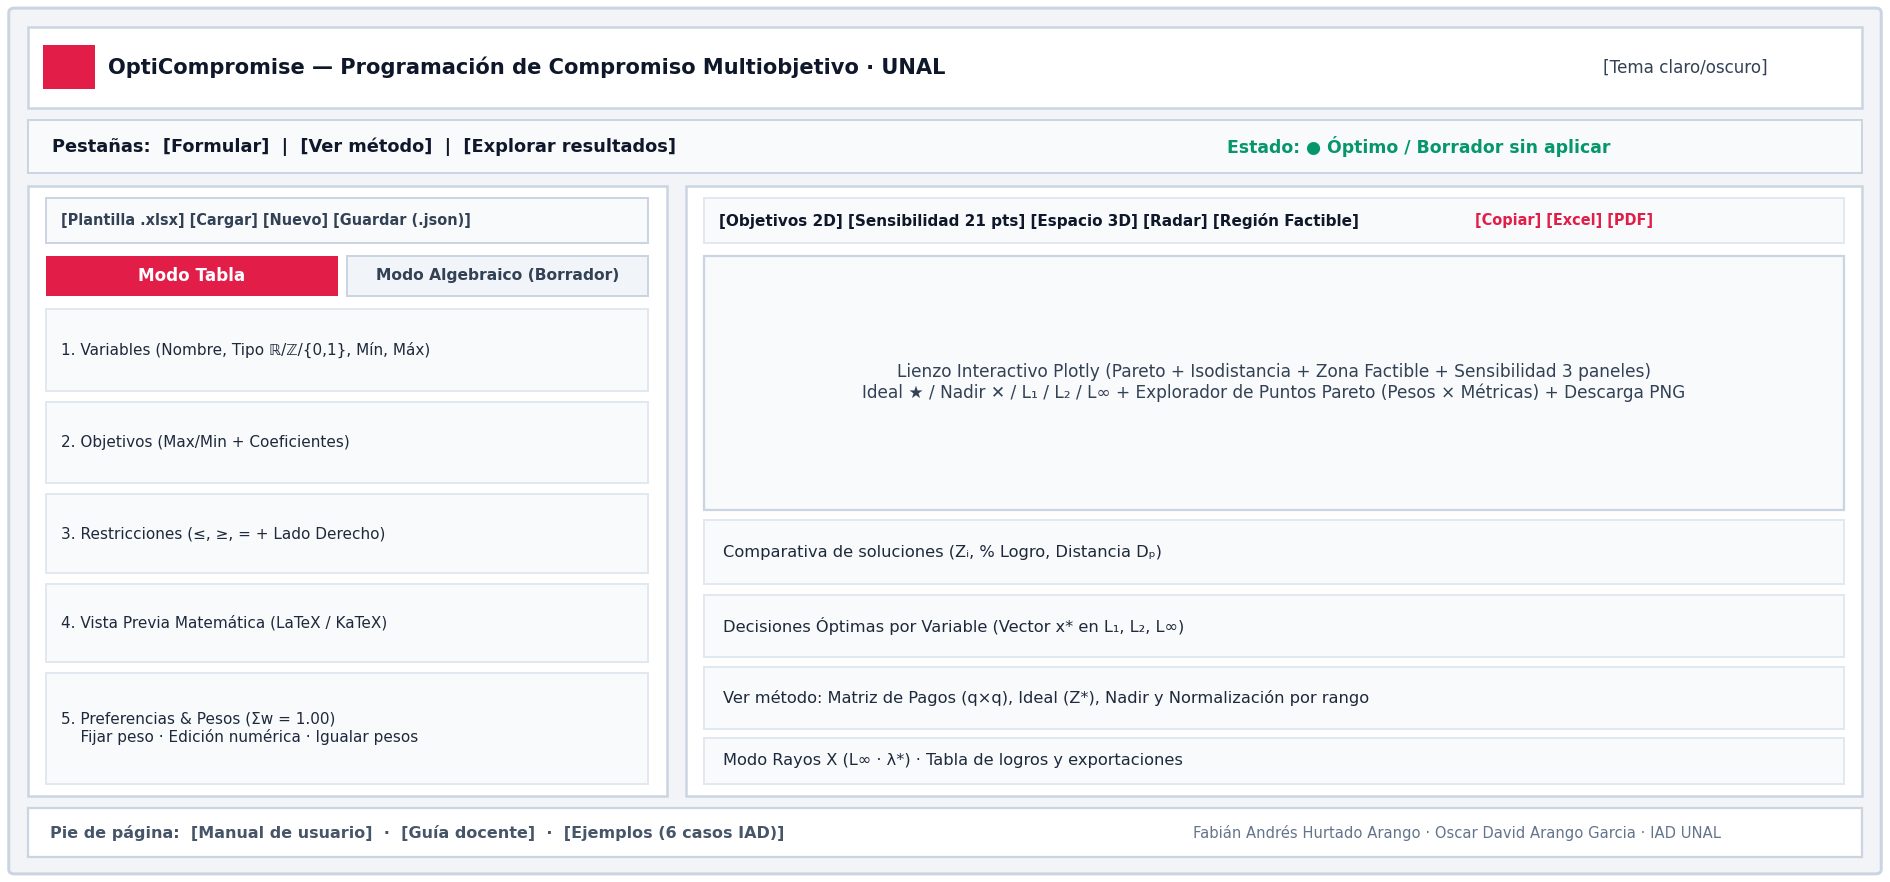 OptiCompromise — Programación de Compromiso Multiobjetivo · UNAL
[Tema claro/oscuro]
Pestañas: [Formular] | [Ver método] | [Explorar resultados]
Estado: ● Óptimo / Borrador sin aplicar
[Plantilla .xlsx] [Cargar] [Nuevo] [Guardar (.json)]
Modo Tabla
Modo Algebraico (Borrador)
1. Variables (Nombre, Tipo ℝ/ℤ/{0,1}, Mín, Máx)
2. Objetivos (Max/Min + Coeficientes)
3. Restricciones (≤, ≥, = + Lado Derecho)
4. Vista Previa Matemática (LaTeX / KaTeX)
5. Preferencias & Pesos (Σw = 1.00)
Fijar peso · Edición numérica · Igualar pesos
[Objetivos 2D] [Sensibilidad 21 pts] [Espacio 3D] [Radar] [Región Factible]
[Copiar] [Excel] [PDF]
Lienzo Interactivo Plotly (Pareto + Isodistancia + Zona Factible + Sensibilidad 3 paneles)
Ideal ★ / Nadir ✕ / L₁ / L₂ / L∞ + Explorador de Puntos Pareto (Pesos × Métricas) + Descarga PNG
Comparativa de soluciones (Zᵢ, % Logro, Distancia Dₚ)
Decisiones Óptimas por Variable (Vector x* en L₁, L₂, L∞)
Ver método: Matriz de Pagos (q×q), Ideal (Z*), Nadir y Normalización por rango
Modo Rayos X (L∞ · λ*) · Tabla de logros y exportaciones
Pie de página: [Manual de usuario] · [Guía docente] · [Ejemplos (6 casos IAD)]
Fabián Andrés Hurtado Arango · Oscar David Arango Garcia · IAD UNAL